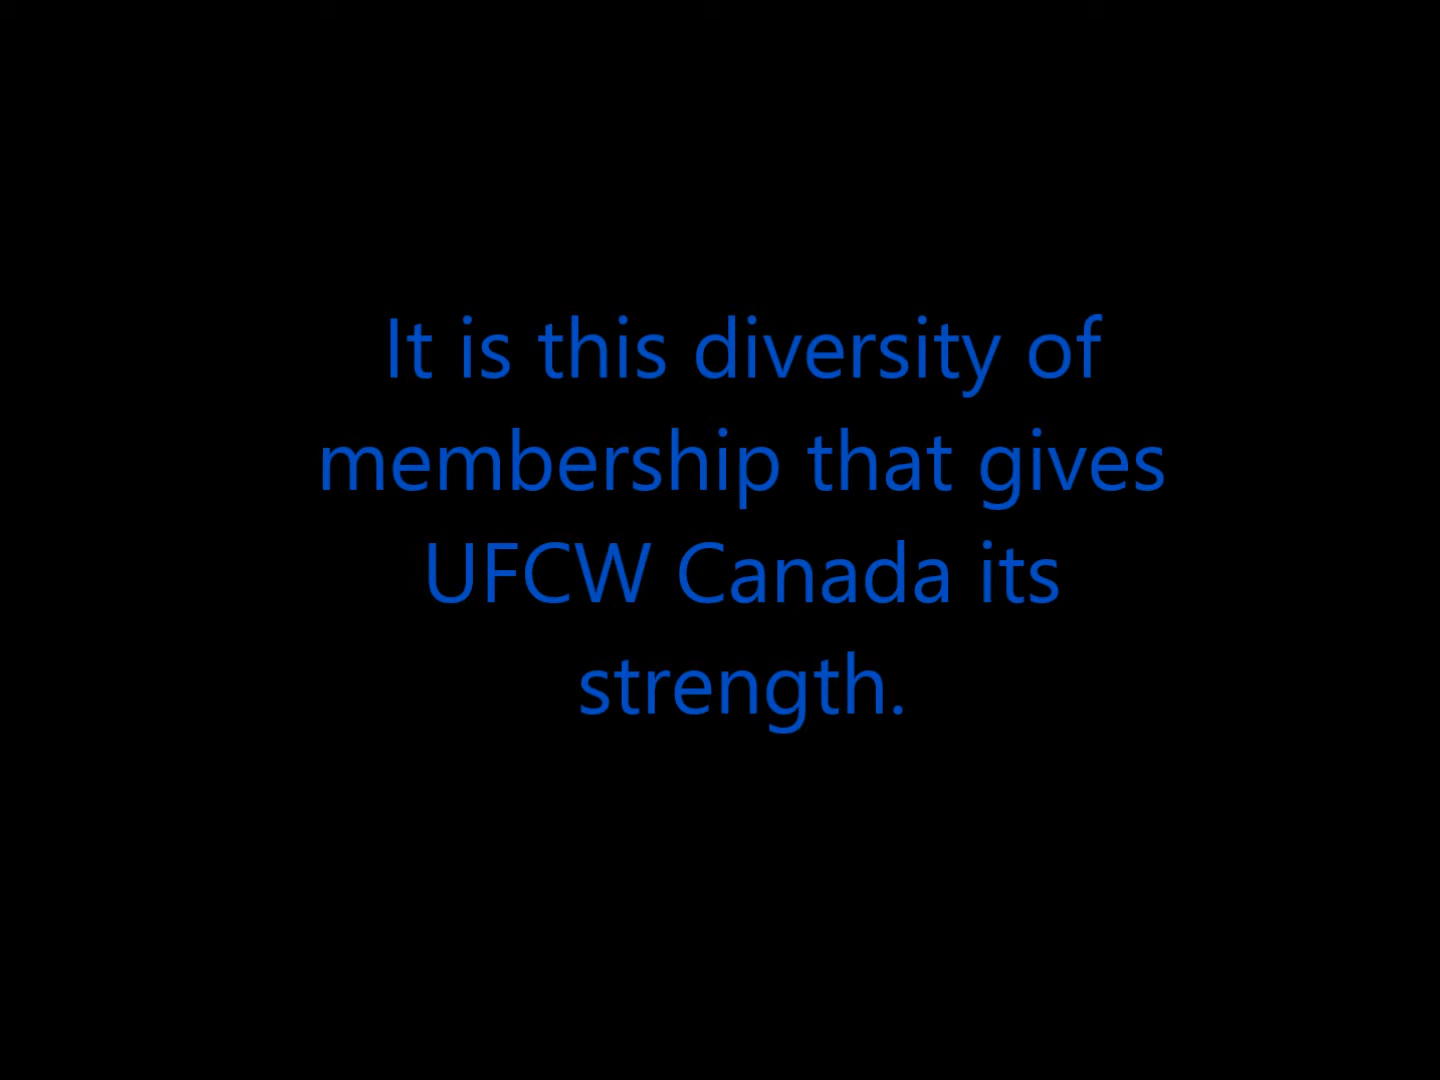 It is this diversity of
membership that gives
UFCW Canada its
strength.